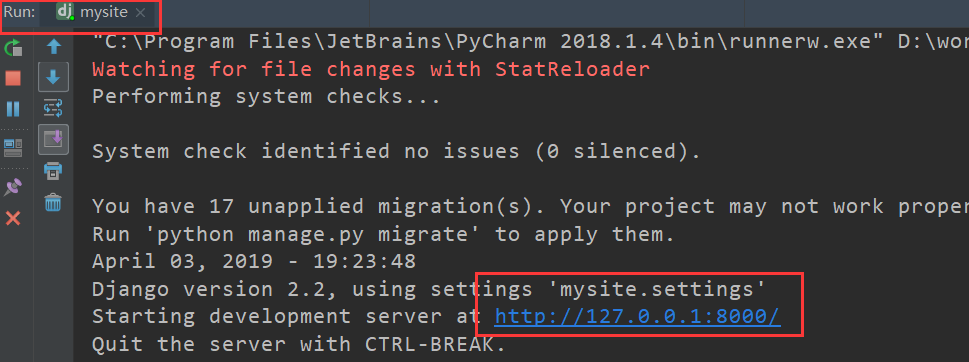 Run: dj mysite
"C:\Program Files\JetBrains\PyCharm 2018.1.4\bin\runnerw.exe" D:\wor
Watching for file changes with StatReloader
Performing system checks...
System check identified no issues (0 silenced).
You have 17 unapplied migration(s). Your project may not work proper
Run 'python manage.py migrate' to apply them.
April 03, 2019 - 19:23:48
Django version 2.2, using settings 'mysite.settings'
Starting development server at http://127.0.0.1:8000/
Quit the server with CTRL-BREAK.